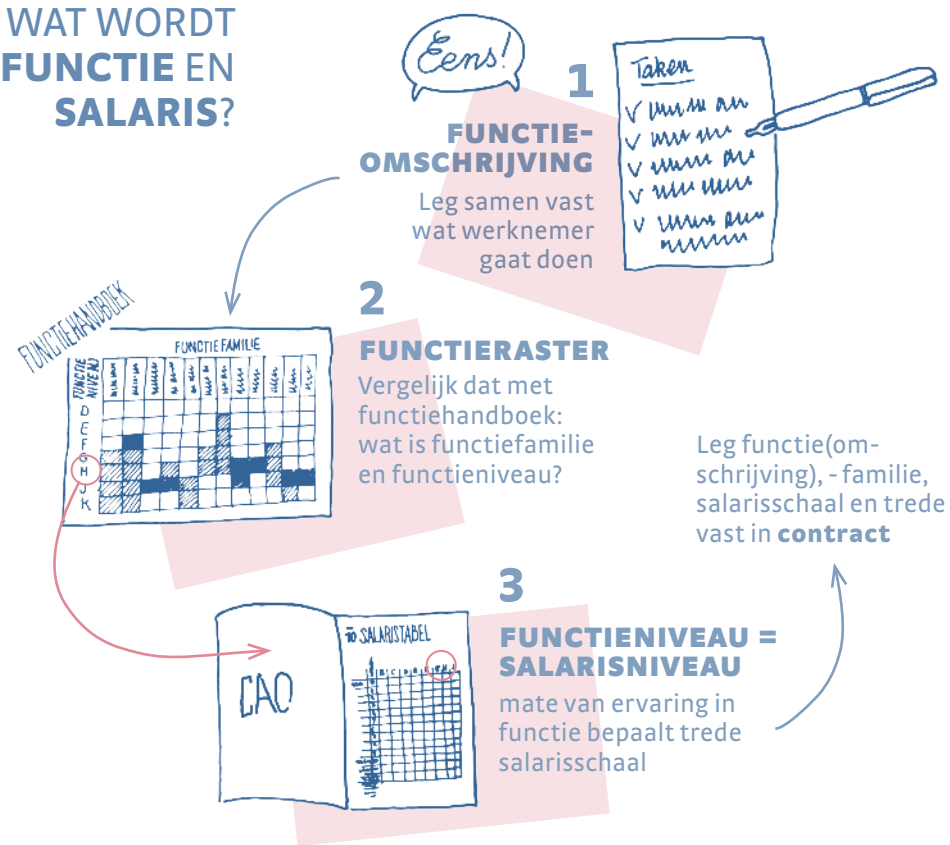 WAT WORDT
FUNCTIE EN
SALARIS?
Eens!
1
FUNCTIE-
OMSCHRIJVING
Leg samen vast
wat werknemer
gaat doen
Taken
2
FUNCTIERASTER
Vergelijk dat met
functiehandboek:
wat is functiefamilie
en functieniveau?
FUNCTIEHANDBOEK
FUNCTIEFAMILIE
FUNCTIE
NIVEAU
D
E
F
G
H
J
K
3
FUNCTIENIVEAU =
SALARISNIVEAU
mate van ervaring in
functie bepaalt trede
salarisschaal
CAO
SALARISTABEL
Leg functie(om-
schrijving), - familie,
salarisschaal en trede
vast in contract